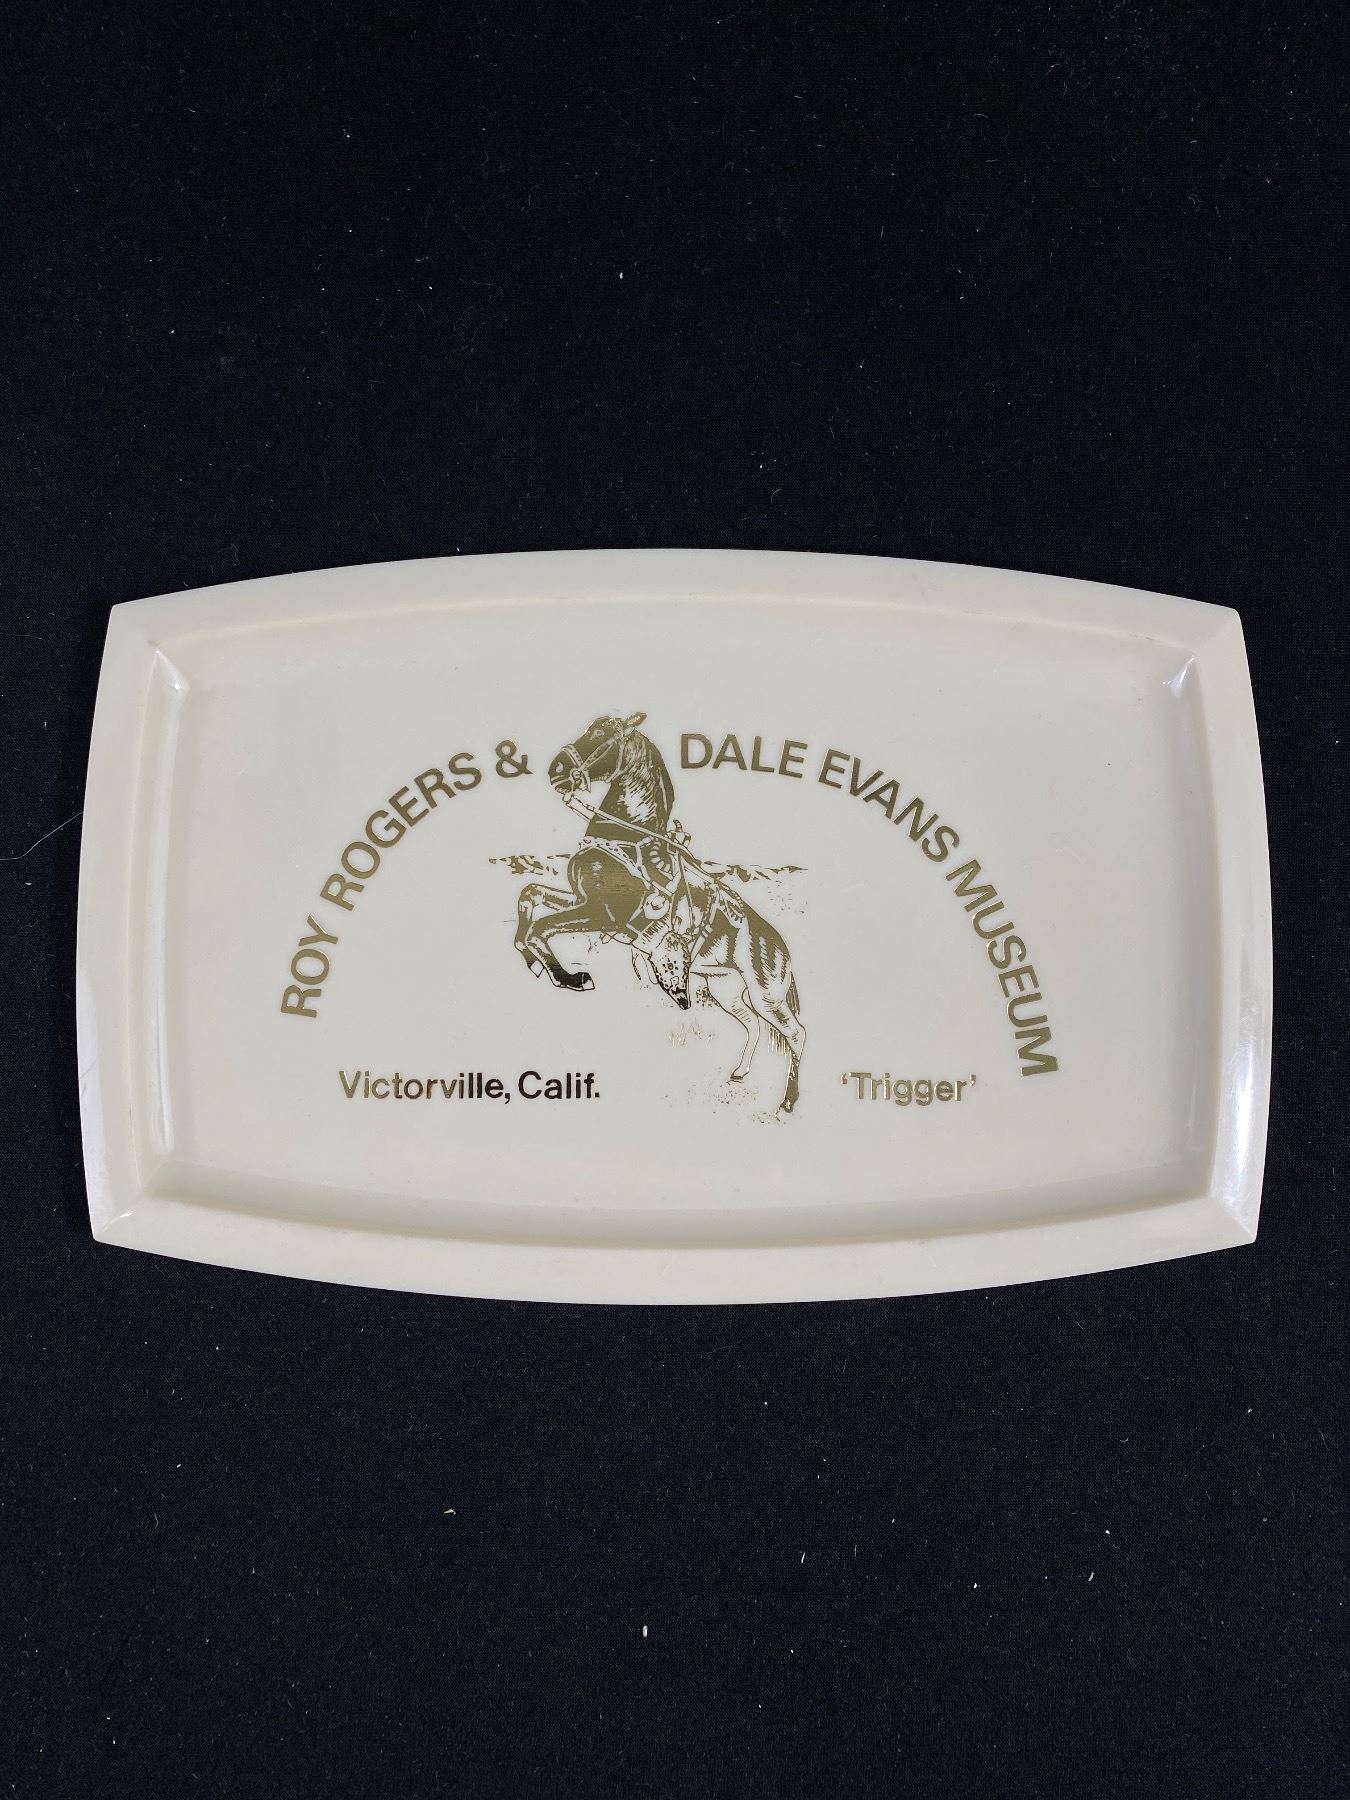 ROY ROGERS & DALE EVANS MUSEUM
Victorville, Calif.
'Trigger'